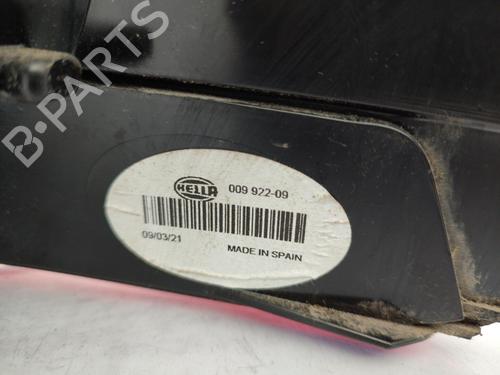 B-PARTS
HELLA
009 922-09
09/03/21
MADE IN SPAIN